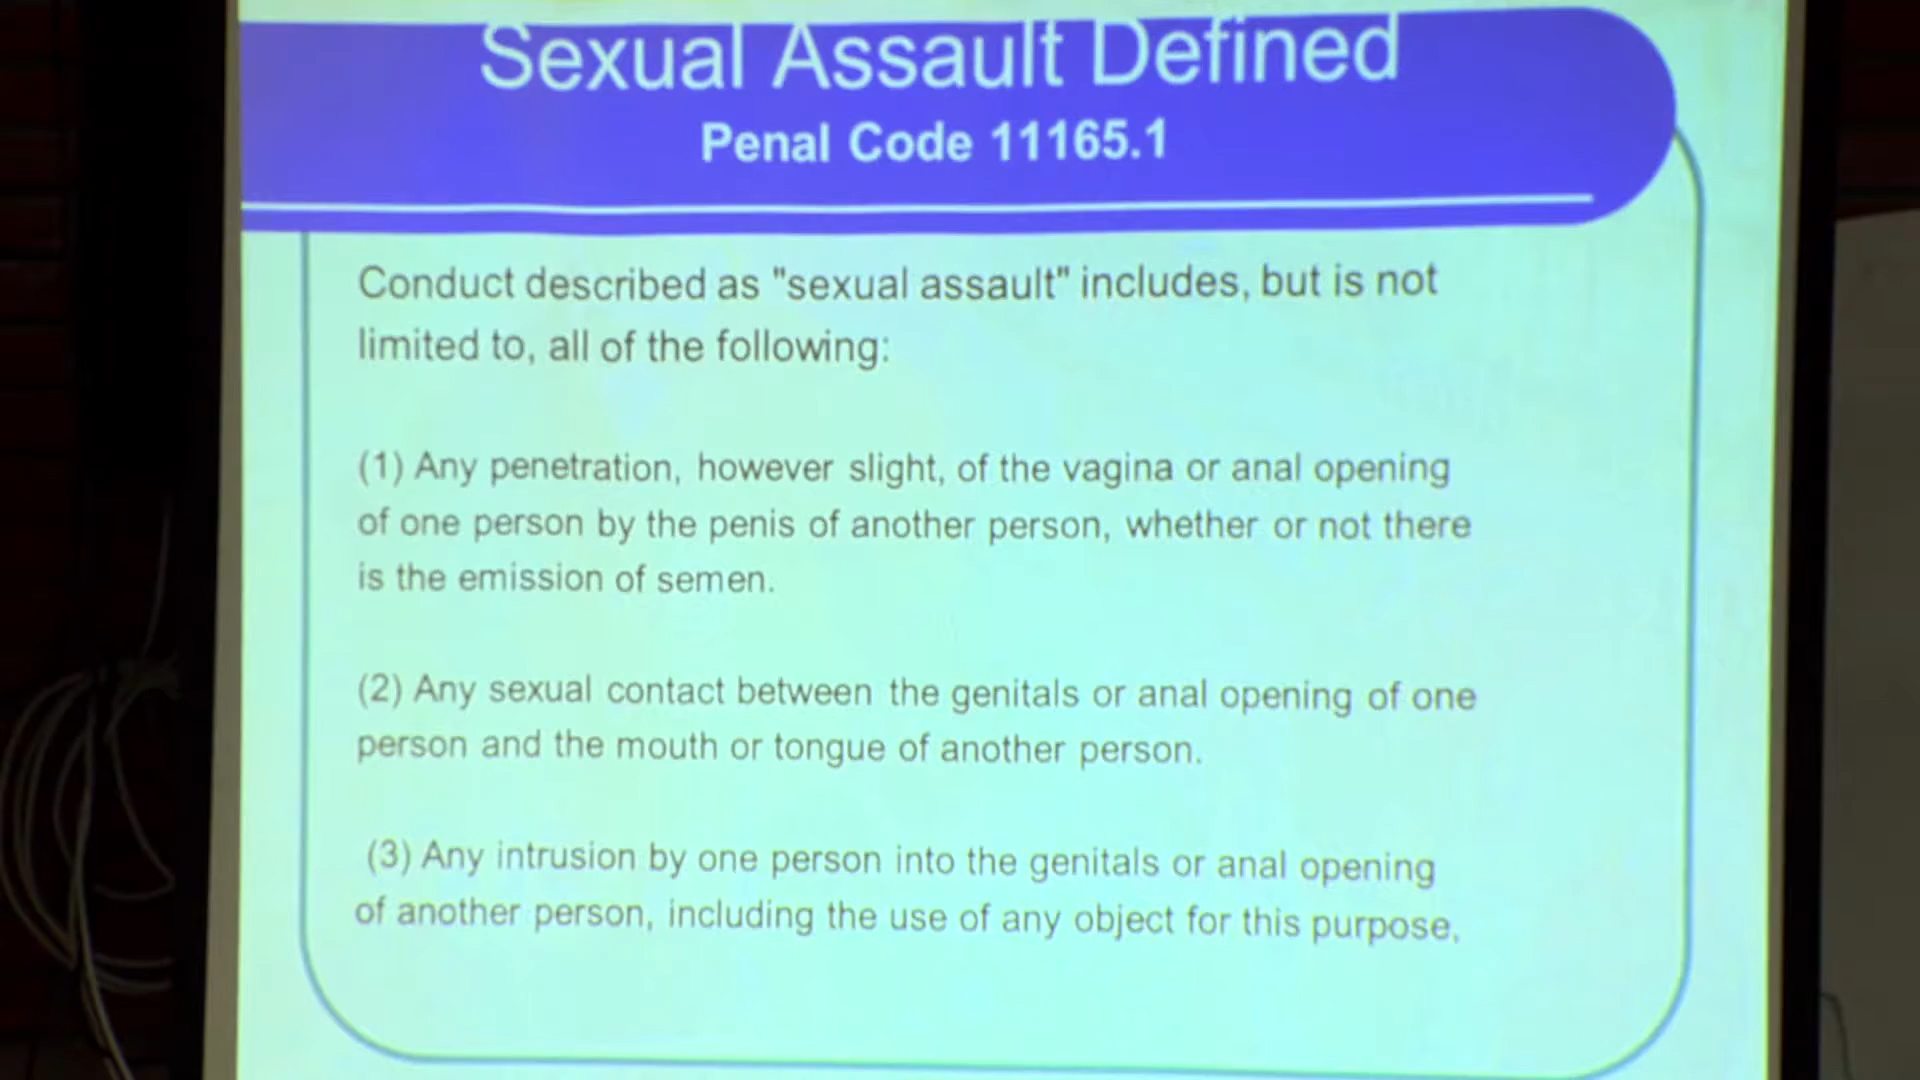 Sexual Assault Defined
Penal Code 11165.1
Conduct described as "sexual assault" includes, but is not
limited to, all of the following:
(1) Any penetration, however slight, of the vagina or anal opening
of one person by the penis of another person, whether or not there
is the emission of semen.
(2) Any sexual contact between the genitals or anal opening of one
person and the mouth or tongue of another person.
(3) Any intrusion by one person into the genitals or anal opening
of another person, including the use of any object for this purpose,